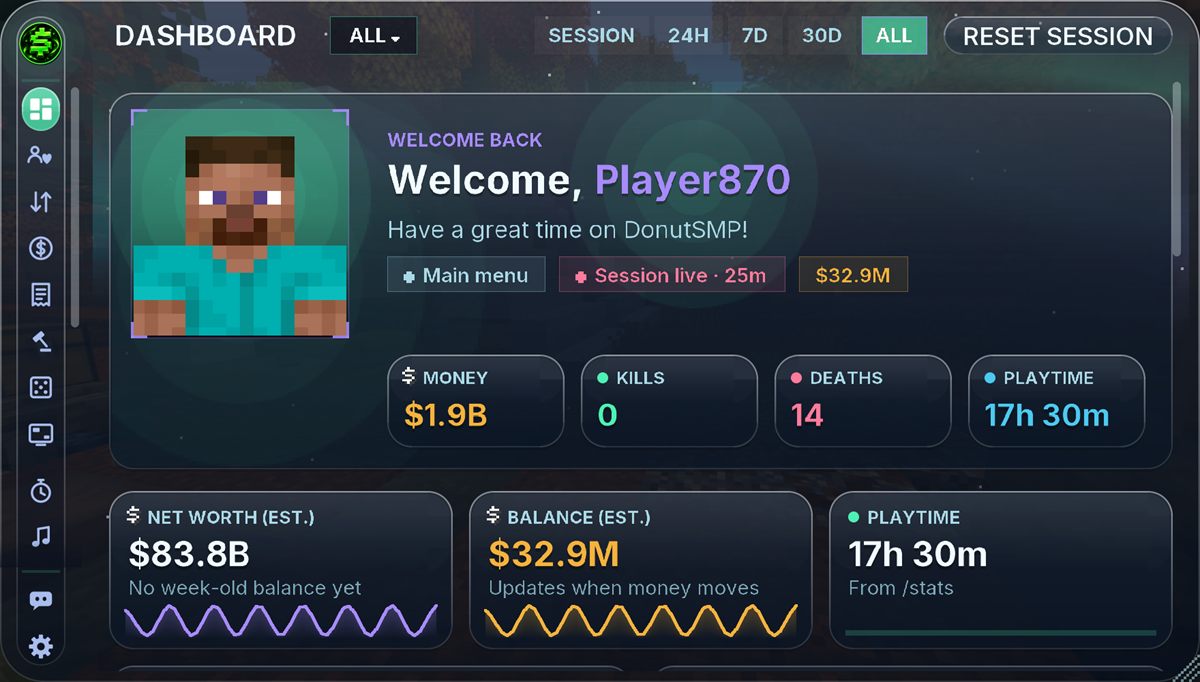 DASHBOARD
ALL
SESSION
24H
7D
30D
ALL
RESET SESSION
WELCOME BACK
Welcome, Player870
Have a great time on DonutSMP!
Main menu
Session live · 25m
$32.9M
MONEY
$1.9B
KILLS
0
DEATHS
14
PLAYTIME
17h 30m
NET WORTH (EST.)
$83.8B
No week-old balance yet
BALANCE (EST.)
$32.9M
Updates when money moves
PLAYTIME
17h 30m
From /stats